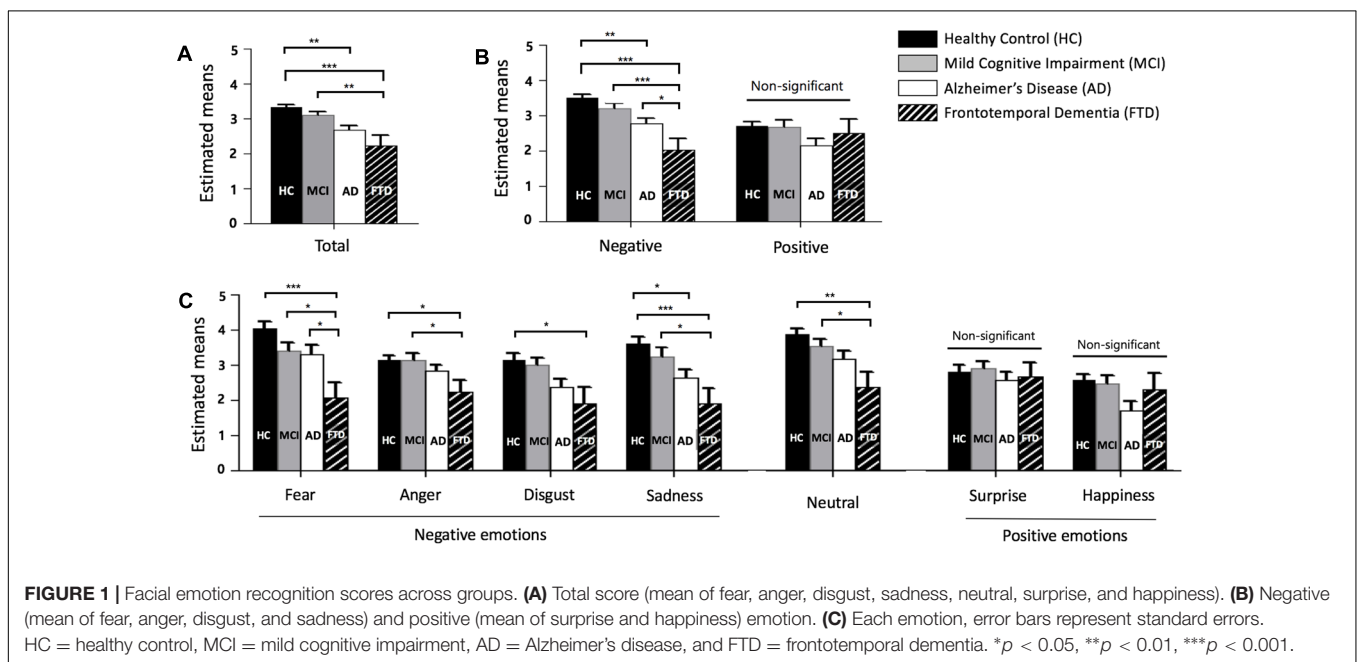 A
5
4
3
2
1
0
Estimated means
**
***
**
HC
MCI
AD
FTD
Total
B
5
4
3
2
1
0
Estimated means
**
***
***
*
Non-significant
HC
MCI
AD
FTD
HC
MCI
AD
FTD
Negative
Positive
Healthy Control (HC)
Mild Cognitive Impairment (MCI)
Alzheimer's Disease (AD)
Frontotemporal Dementia (FTD)
C
5
4
3
2
1
0
Estimated means
***
*
*
*
*
*
*
***
*
**
*
Non-significant
Non-significant
HC
MCI
AD
FTD
HC
MCI
AD
FTD
HC
MCI
AD
FTD
HC
MCI
AD
FTD
HC
MCI
AD
FTD
HC
MCI
AD
FTD
HC
MCI
AD
FTD
Fear
Anger
Disgust
Sadness
Neutral
Surprise
Happiness
Negative emotions
Positive emotions
FIGURE 1 | Facial emotion recognition scores across groups. (A) Total score (mean of fear, anger, disgust, sadness, neutral, surprise, and happiness). (B) Negative
(mean of fear, anger, disgust, and sadness) and positive (mean of surprise and happiness) emotion. (C) Each emotion, error bars represent standard errors.
HC = healthy control, MCI = mild cognitive impairment, AD = Alzheimer's disease, and FTD = frontotemporal dementia. *p < 0.05, **p < 0.01, ***p < 0.001.